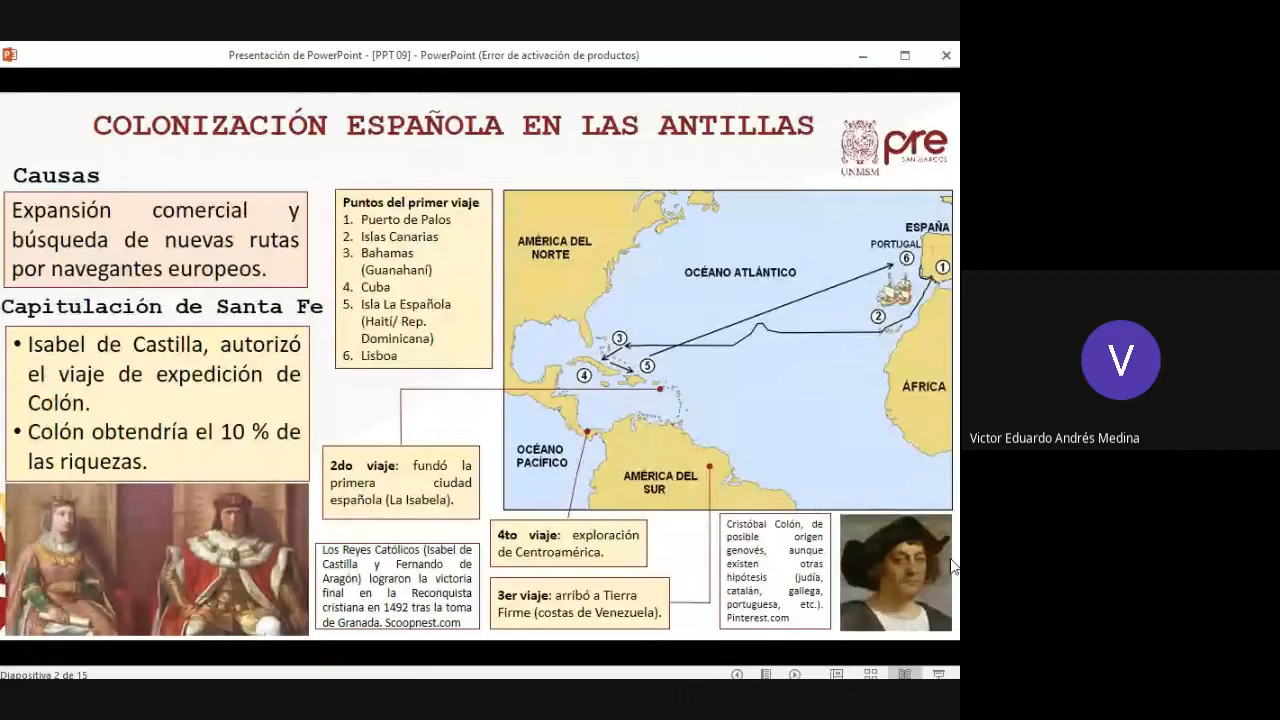 Presentación de PowerPoint - [PPT 09] - PowerPoint (Error de activación de productos)
COLONIZACIÓN ESPAÑOLA EN LAS ANTILLAS
UNMSM
pre
SAN MARCOS
Causas
Expansión comercial y
búsqueda de nuevas rutas
por navegantes europeos.
Capitulación de Santa Fe
• Isabel de Castilla, autorizó
el viaje de expedición de
Colón.
• Colón obtendría el 10 % de
las riquezas.
Puntos del primer viaje
1. Puerto de Palos
2. Islas Canarias
3. Bahamas
(Guanahaní)
4. Cuba
5. Isla La Española
(Haití/ Rep.
Dominicana)
6. Lisboa
AMÉRICA DEL
NORTE
OCÉANO ATLÁNTICO
ESPAÑA
PORTUGAL
6
1
2
3
5
4
ÁFRICA
OCÉANO
PACÍFICO
AMÉRICA DEL
SUR
2do viaje: fundó la
primera ciudad
española (La Isabela).
Los Reyes Católicos (Isabel de
Castilla y Fernando de
Aragón) lograron la victoria
final en la Reconquista
cristiana en 1492 tras la toma
de Granada. Scoopnest.com
4to viaje: exploración
de Centroamérica.
3er viaje: arribó a Tierra
Firme (costas de Venezuela).
Cristóbal Colón, de
posible origen
genovés, aunque
existen otras
hipótesis (judía,
catalán, gallega,
portuguesa, etc.).
Pinterest.com
Diapositiva 2 de 15
V
Victor Eduardo Andrés Medina